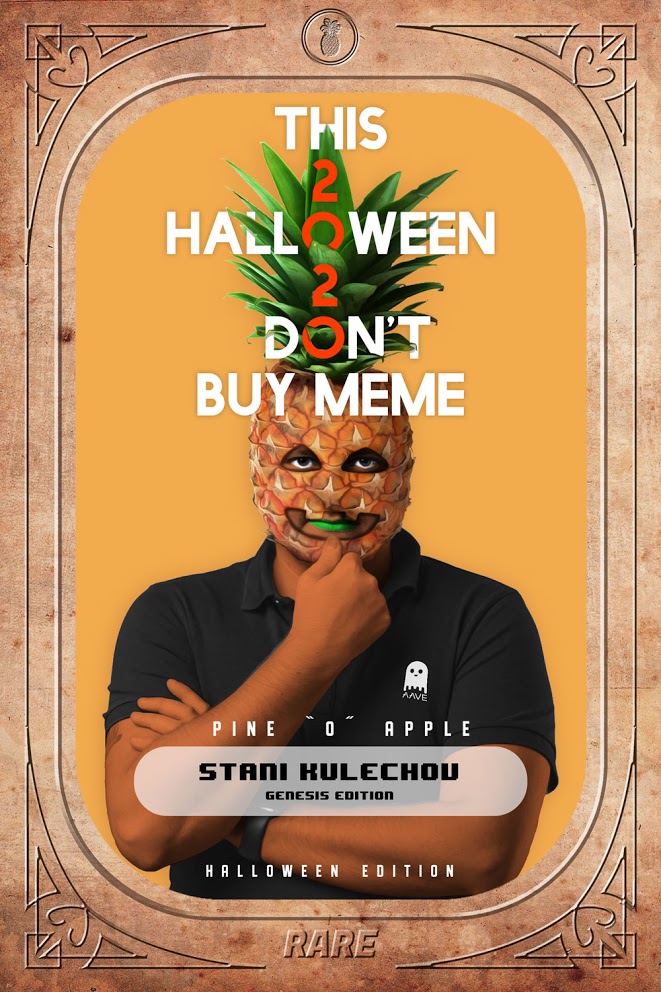 THIS
2
HALLOWEEN
2
DON'T
BUY MEME
AAVE
PINE "O" APPLE
STANI KULECHOV
GENESIS EDITION
HALLOWEEN EDITION
RARE